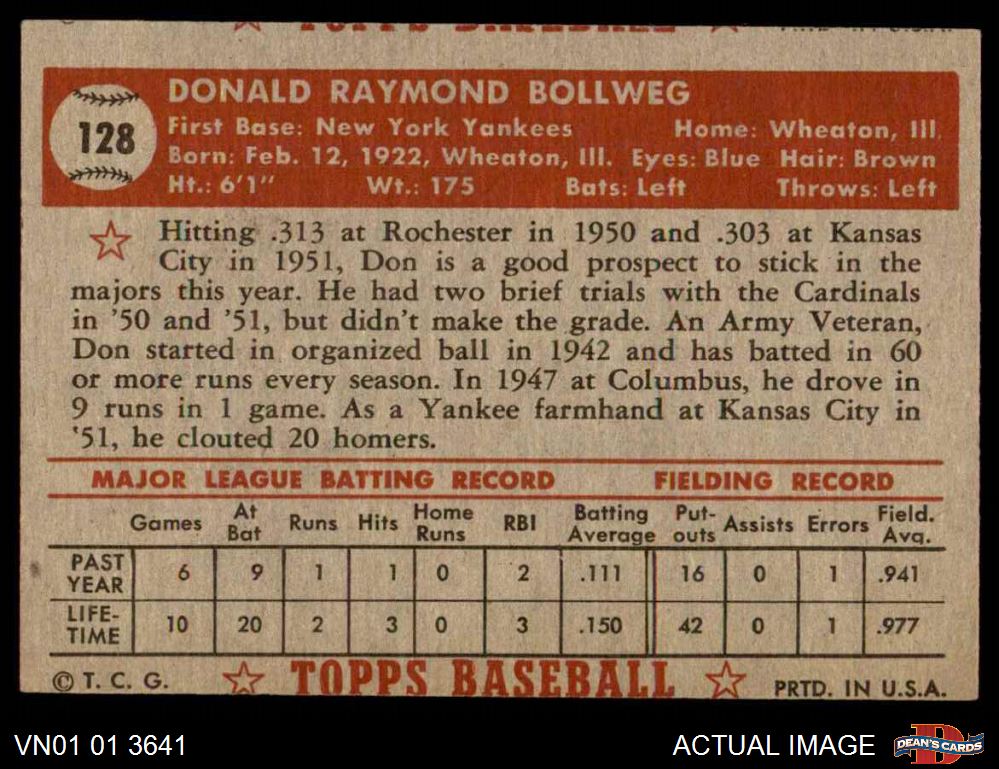 TOPPS BASEBALL
128
DONALD RAYMOND BOLLWEG
First Base: New York Yankees Home: Wheaton, Ill.
Born: Feb. 12, 1922, Wheaton, Ill. Eyes: Blue Hair: Brown
Ht.: 6'1" Wt.: 175 Bats: Left Throws: Left
Hitting .313 at Rochester in 1950 and .303 at Kansas
City in 1951, Don is a good prospect to stick in the
majors this year. He had two brief trials with the Cardinals
in '50 and '51, but didn't make the grade. An Army Veteran,
Don started in organized ball in 1942 and has batted in 60
or more runs every season. In 1947 at Columbus, he drove in
9 runs in 1 game. As a Yankee farmhand at Kansas City in
'51, he clouted 20 homers.
MAJOR LEAGUE BATTING RECORD FIELDING RECORD
Games At Bat Runs Hits Home Runs RBI Batting Average Put-outs Assists Errors Field. Avg.
PAST YEAR 6 9 1 1 0 2 .111 16 0 1 .941
LIFE-TIME 10 20 2 3 0 3 .150 42 0 1 .977
© T. C. G. TOPPS BASEBALL PRTD. IN U.S.A.
VN01 01 3641 ACTUAL IMAGE DEAN'S CARDS